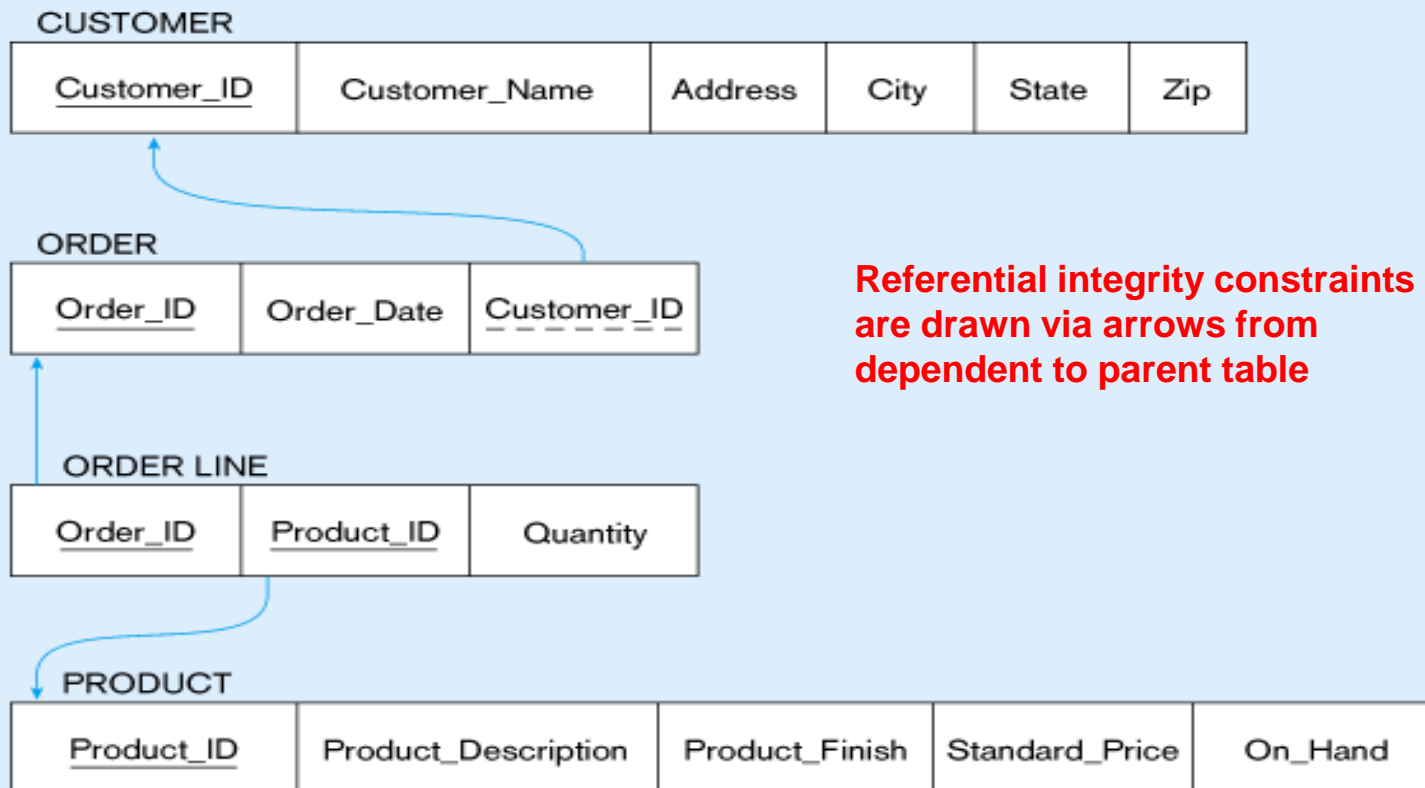 CUSTOMER
Customer_ID Customer_Name Address City State Zip
ORDER
Order_ID Order_Date Customer_ID
Referential integrity constraints
are drawn via arrows from
dependent to parent table
ORDER LINE
Order_ID Product_ID Quantity
PRODUCT
Product_ID Product_Description Product_Finish Standard_Price On_Hand